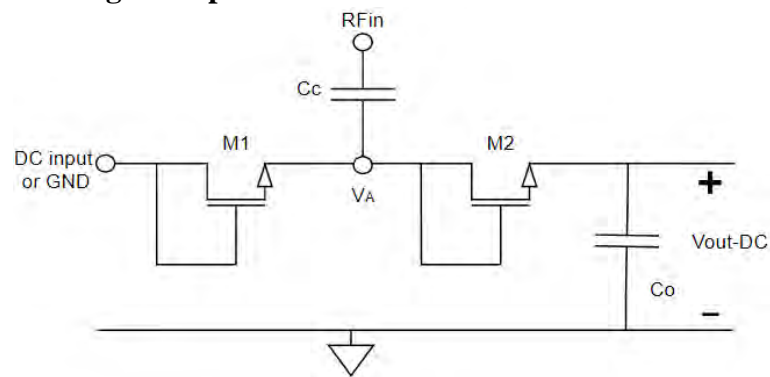 RFin
Cc
M1
M2
DC input
or GND
VA
+
Vout-DC
Co
–